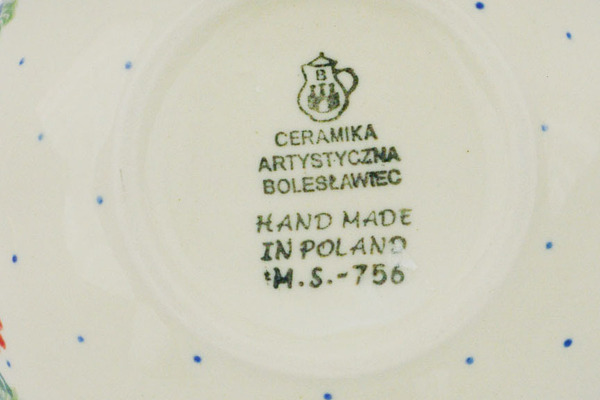 B
CERAMIKA
ARTYSTYCZNA
BOLESŁAWIEC
HAND MADE
IN POLAND
M.S.-756